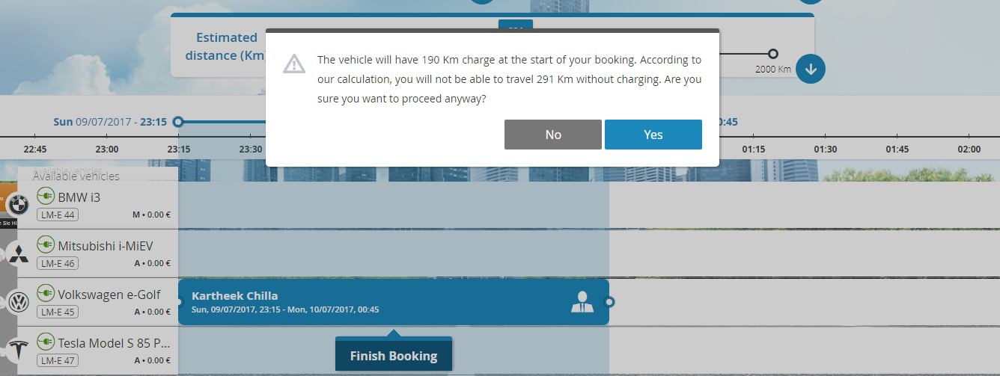 Estimated
distance (Km)
The vehicle will have 190 Km charge at the start of your booking. According to
our calculation, you will not be able to travel 291 Km without charging. Are you
sure you want to proceed anyway?
No
Yes
2000 Km
Sun 09/07/2017 - 23:15
0:45
22:45 23:00 23:15 23:30 01:15 01:30 01:45 02:00
Available vehicles
Available vehicles
BMW i3
LM-E 44 M • 0.00 €
Mitsubishi i-MiEV
LM-E 46 A • 0.00 €
Volkswagen e-Golf
LM-E 45 A • 0.00 €
Kartheek Chilla
Sun, 09/07/2017, 23:15 - Mon, 10/07/2017, 00:45
Tesla Model S 85 P...
LM-E 47 A • 0.00 €
Finish Booking